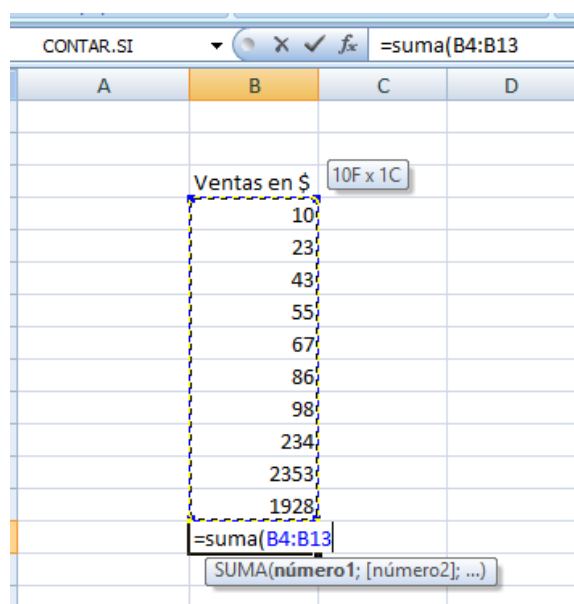 CONTAR.SI fx =suma(B4:B13
A B C D
Ventas en $ 10F x 1C
10
23
43
55
67
86
98
234
2353
1928
=suma(B4:B13
SUMA(número1; [número2]; ...)